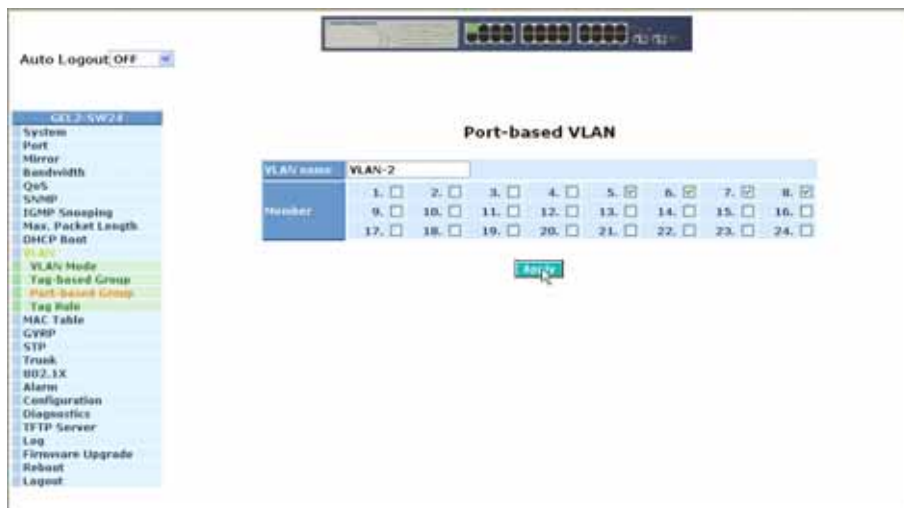 Auto Logout OFF
GEL2-SW24
System
Port
Mirror
Bandwidth
QoS
SNMP
IGMP Snooping
Max. Packet Length
DHCP Boot
VLAN
VLAN Mode
Tag-based Group
Port-based Group
Tag Rule
MAC Table
GVRP
STP
Trunk
802.1X
Alarm
Configuration
Diagnostics
TFTP Server
Log
Firmware Upgrade
Reboot
Logout
Port-based VLAN
VLAN name VLAN-2
Member
1. 2. 3. 4. 5. 6. 7. 8.
9. 10. 11. 12. 13. 14. 15. 16.
17. 18. 19. 20. 21. 22. 23. 24.
Apply